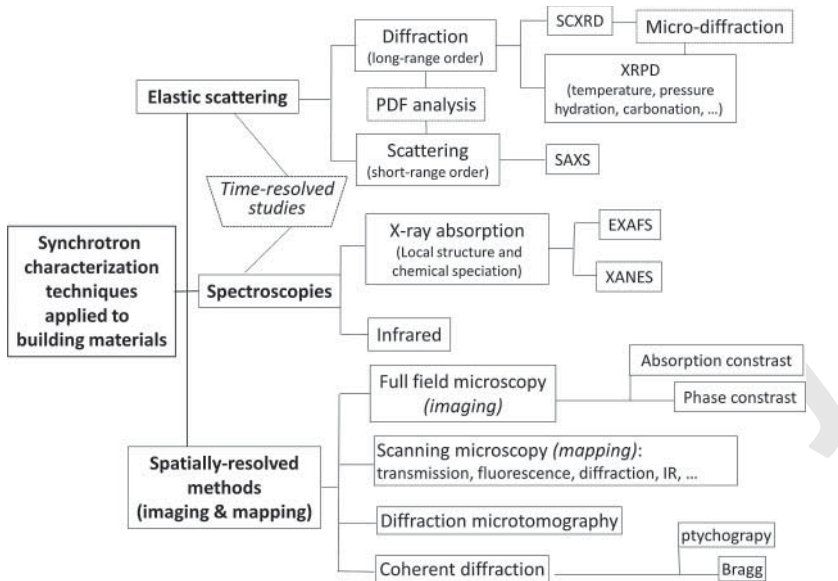 SCXRD
Micro-diffraction
Diffraction
(long-range order)
XRPD
(temperature, pressure
hydration, carbonation, ...)
Elastic scattering
PDF analysis
Scattering
(short-range order)
SAXS
Time-resolved
studies
Synchrotron
characterization
techniques
applied to
building materials
X-ray absorption
(Local structure and
chemical speciation)
EXAFS
XANES
Spectroscopies
Infrared
Full field microscopy
(imaging)
Absorption constrast
Phase constrast
Spatially-resolved
methods
(imaging & mapping)
Scanning microscopy (mapping):
transmission, fluorescence, diffraction, IR, ...
Diffraction microtomography
Coherent diffraction
ptychograpy
Bragg